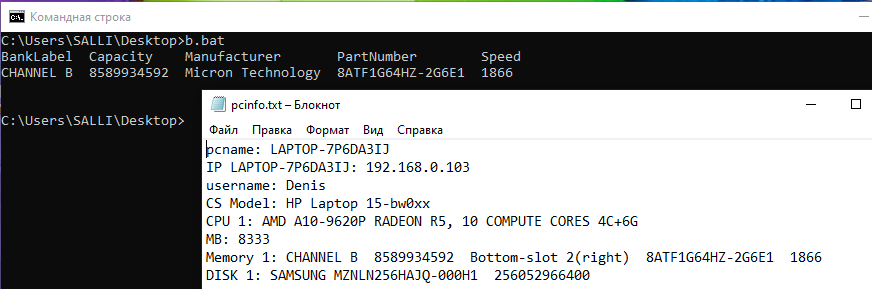 Командная строка
C:\Users\SALLI\Desktop>b.bat
BankLabel  Capacity    Manufacturer       PartNumber       Speed
CHANNEL B  8589934592  Micron Technology  8ATF1G64HZ-2G6E1  1866
C:\Users\SALLI\Desktop>
pcinfo.txt – Блокнот
Файл  Правка  Формат  Вид  Справка
pcname: LAPTOP-7P6DA3IJ
IP LAPTOP-7P6DA3IJ: 192.168.0.103
username: Denis
CS Model: HP Laptop 15-bw0xx
CPU 1: AMD A10-9620P RADEON R5, 10 COMPUTE CORES 4C+6G
MB: 8333
Memory 1: CHANNEL B  8589934592  Bottom-slot 2(right)  8ATF1G64HZ-2G6E1  1866
DISK 1: SAMSUNG MZNLN256HAJQ-000H1  256052966400